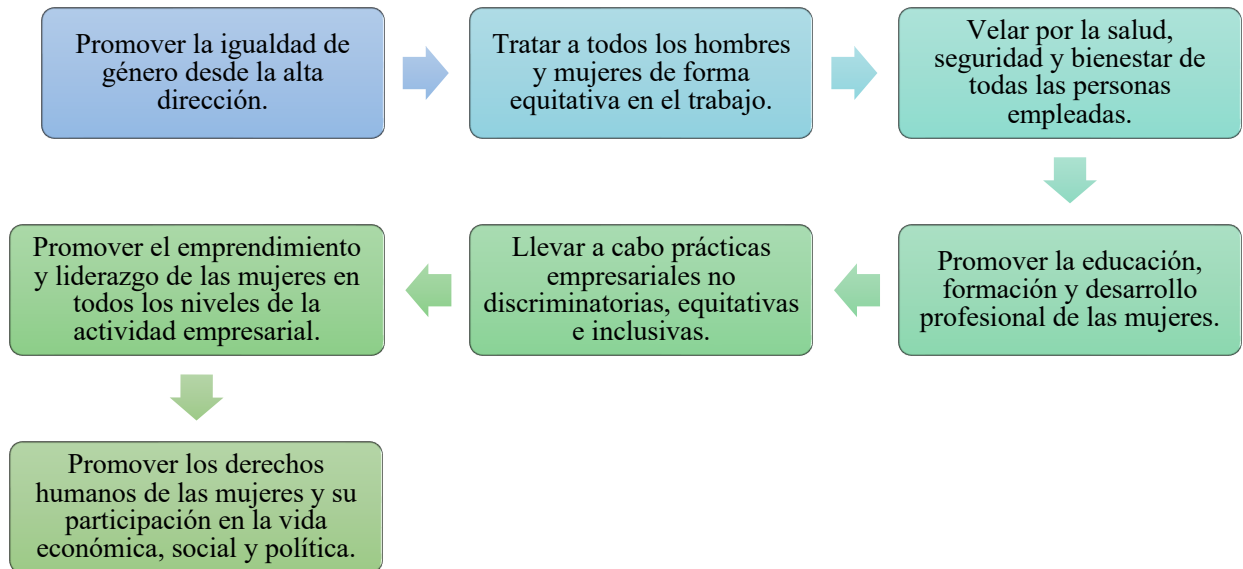 Promover la igualdad de
género desde la alta
dirección.
Tratar a todos los hombres
y mujeres de forma
equitativa en el trabajo.
Velar por la salud,
seguridad y bienestar de
todas las personas
empleadas.
Promover la educación,
formación y desarrollo
profesional de las mujeres.
Llevar a cabo prácticas
empresariales no
discriminatorias, equitativas
e inclusivas.
Promover el emprendimiento
y liderazgo de las mujeres en
todos los niveles de la
actividad empresarial.
Promover los derechos
humanos de las mujeres y su
participación en la vida
económica, social y política.